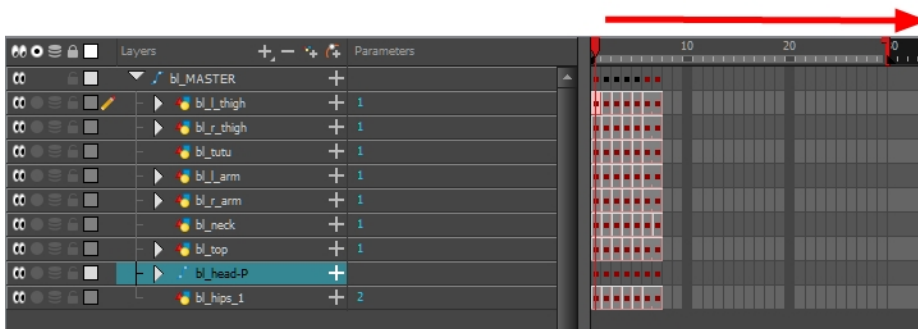 10 20 30
Layers Parameters
bl_MASTER
bl_l_thigh 1
bl_r_thigh 1
bl_tutu 1
bl_l_arm 1
bl_r_arm 1
bl_neck 1
bl_top 1
bl_head-P
bl_hips_1 2